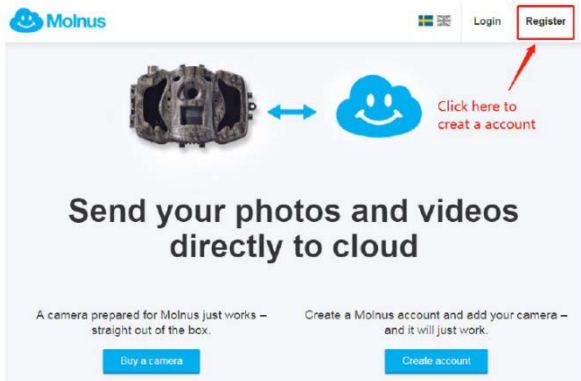 Molnus
Login Register
Click here to
creat a account
Send your photos and videos
directly to cloud
A camera prepared for Molnus just works –
straight out of the box.
Buy a camera
Create a Molnus account and add your camera –
and it will just work.
Create account